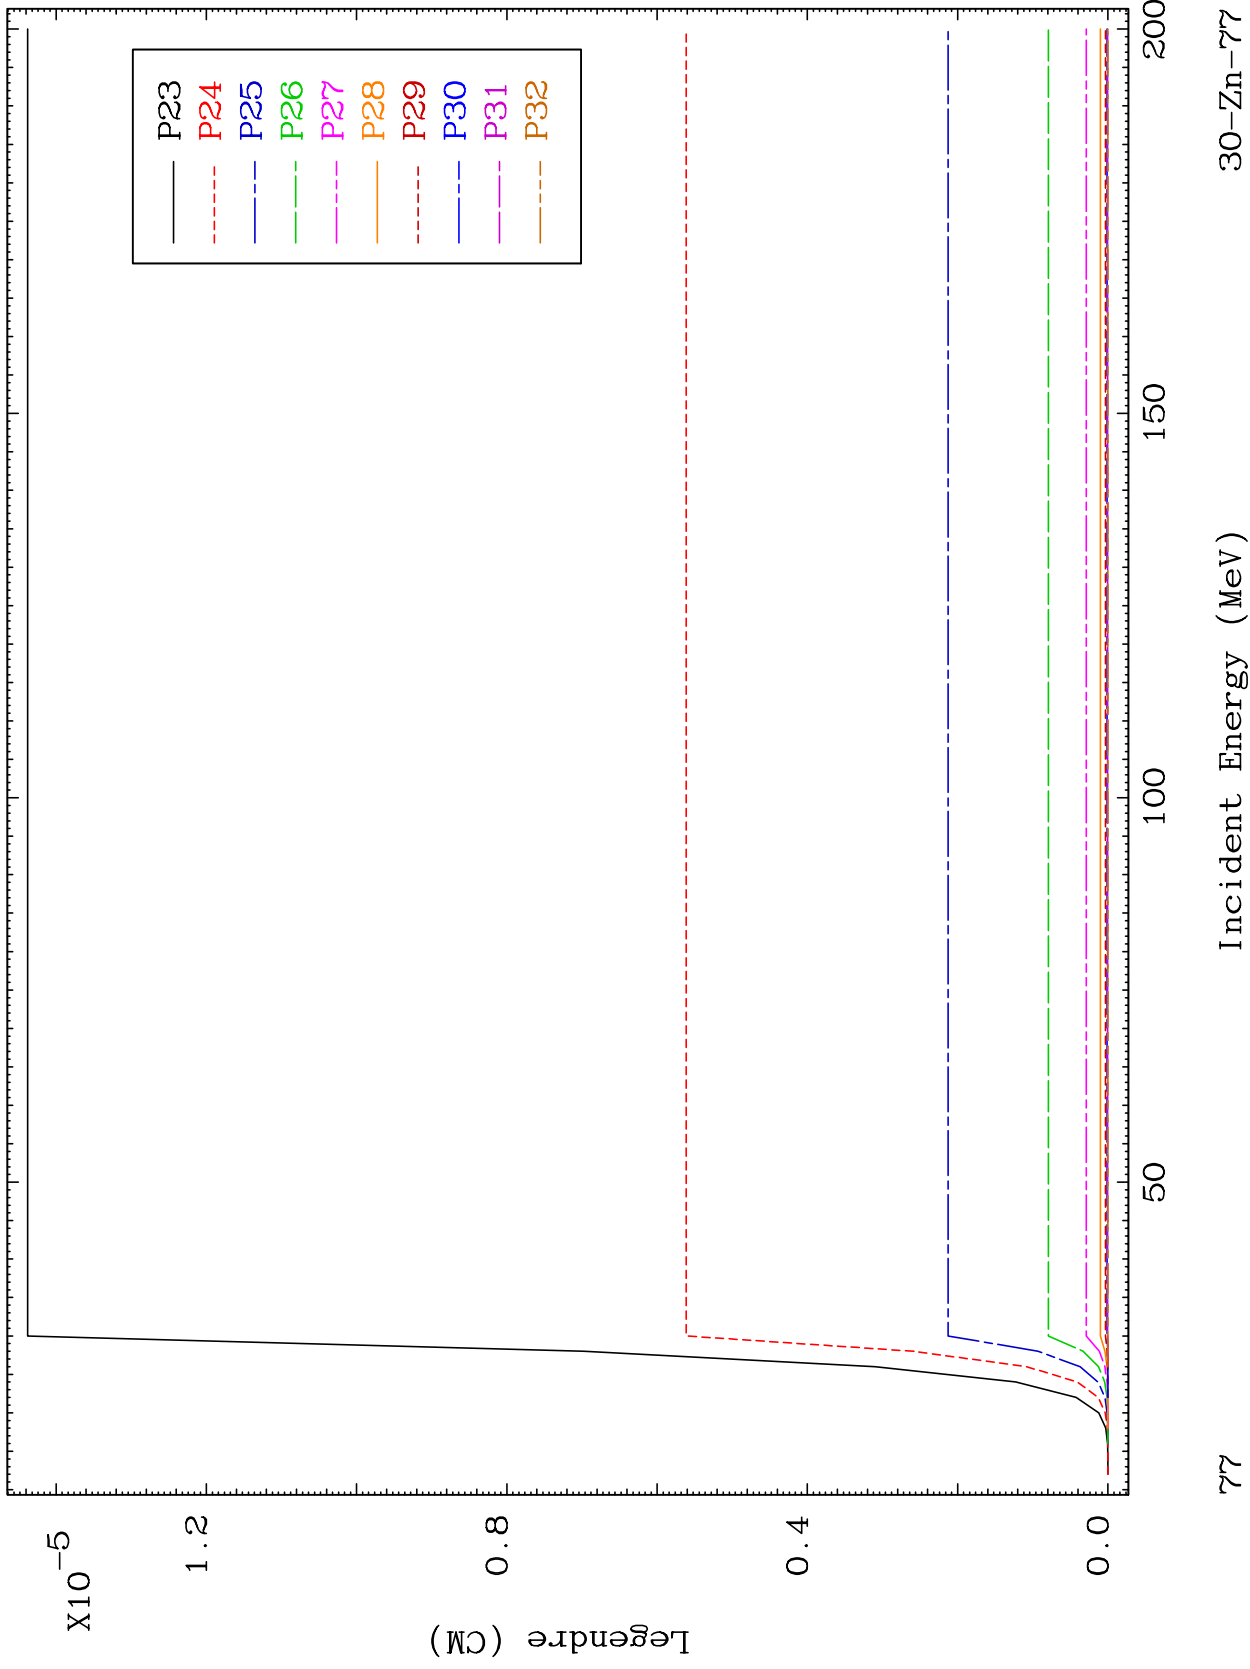 X10-5
1.2
0.8
0.4
0.0
Legendre (CM)
P23
P24
P25
P26
P27
P28
P29
P30
P31
P32
50
100
150
200
77
Incident Energy (MeV)
30-Zn-77